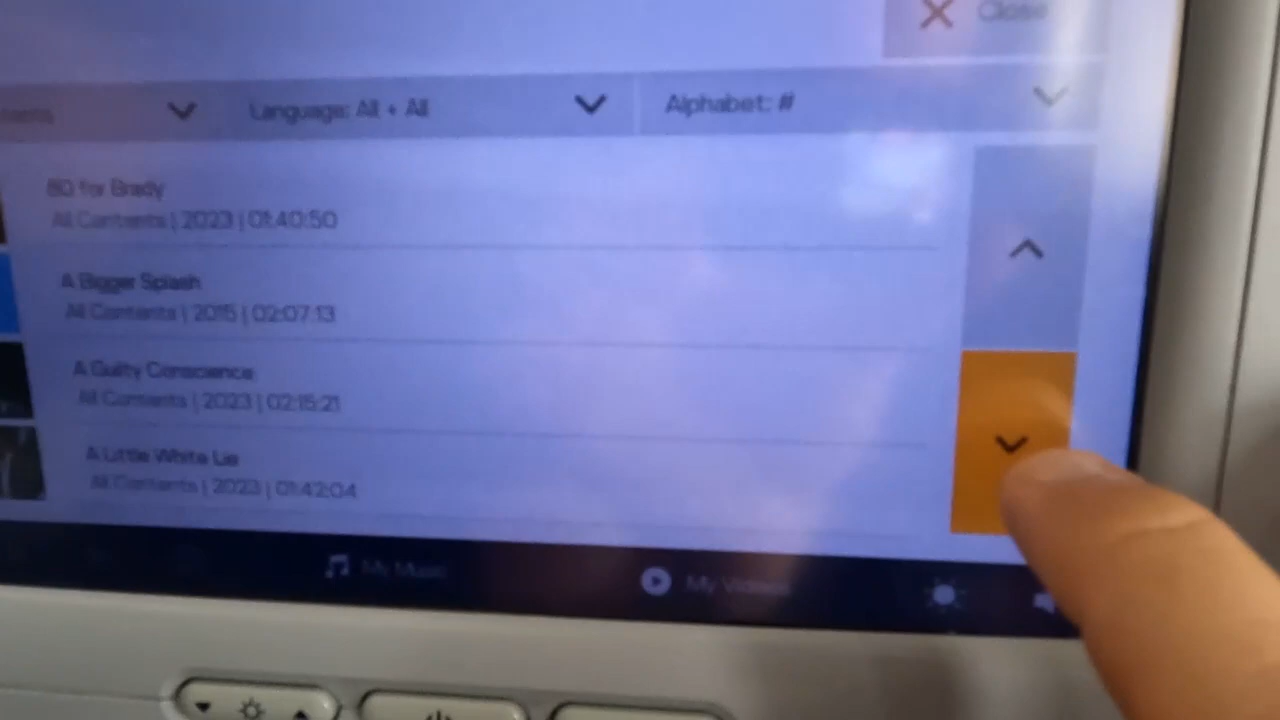 Close
Language: All + All
Alphabet: #
80 for Brady
All Contents | 2023 | 01:40:50
A Bigger Splash
All Contents | 2015 | 02:07:13
A Guilty Conscience
All Contents | 2023 | 02:15:21
A Little White Lie
All Contents | 2023 | 01:42:04
My Music
My Videos